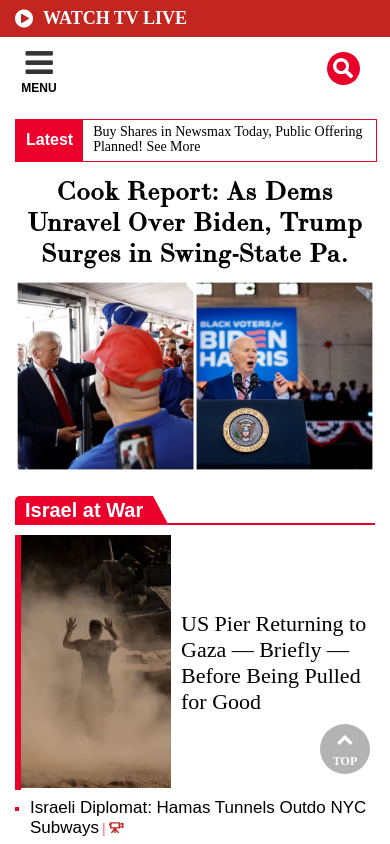 WATCH TV LIVE
MENU
Latest
Buy Shares in Newsmax Today, Public Offering
Planned! See More
Cook Report: As Dems
Unravel Over Biden, Trump
Surges in Swing-State Pa.
BLACK VOTERS for
BIDEN
HARRIS
Israel at War
US Pier Returning to
Gaza — Briefly —
Before Being Pulled
for Good
TOP
Israeli Diplomat: Hamas Tunnels Outdo NYC
Subways |